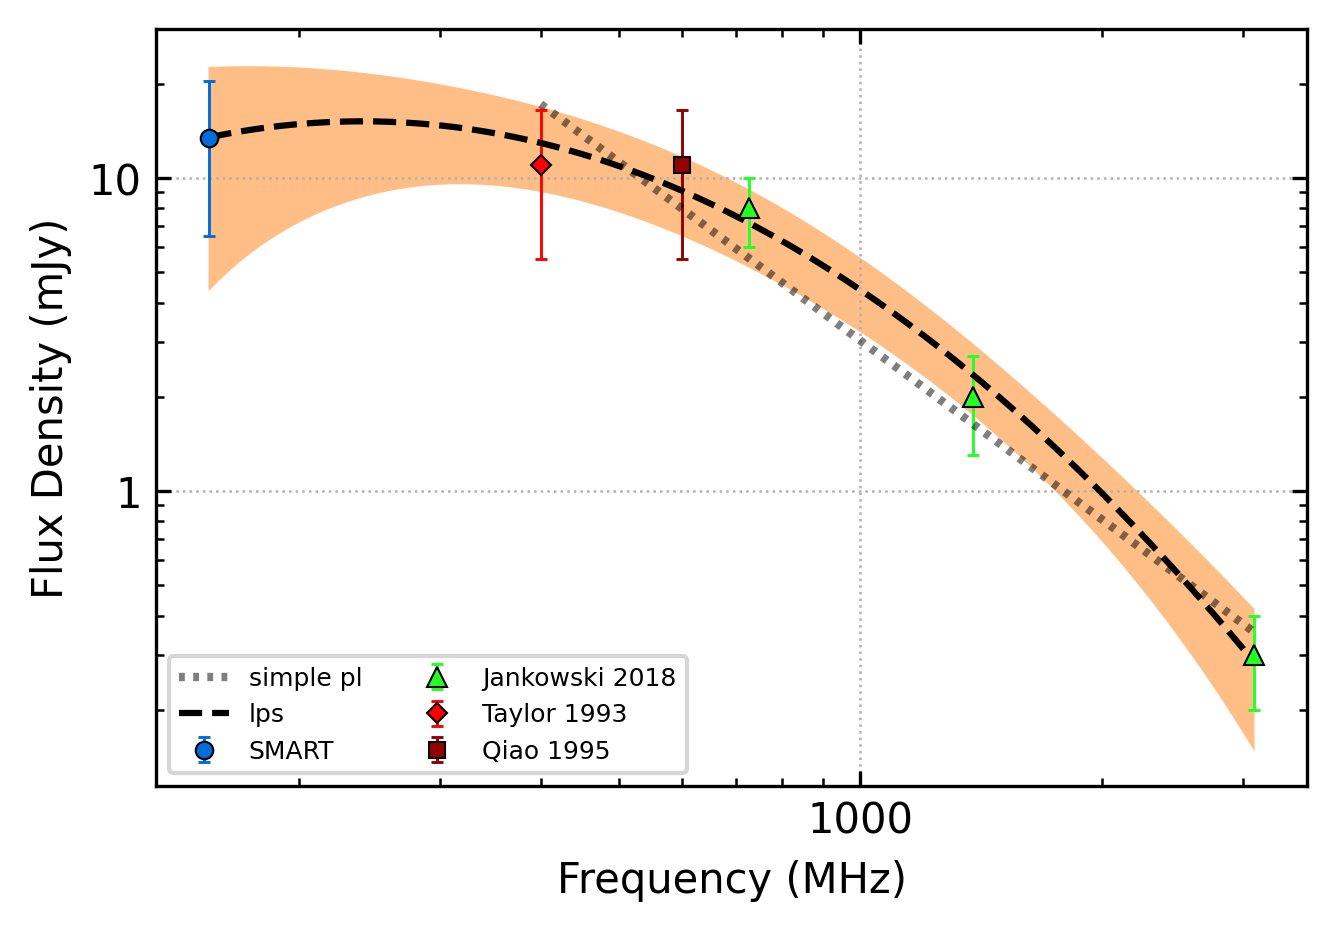 10
1
Flux Density (mJy)
simple pl
lps
SMART
Jankowski 2018
Taylor 1993
Qiao 1995
1000
Frequency (MHz)